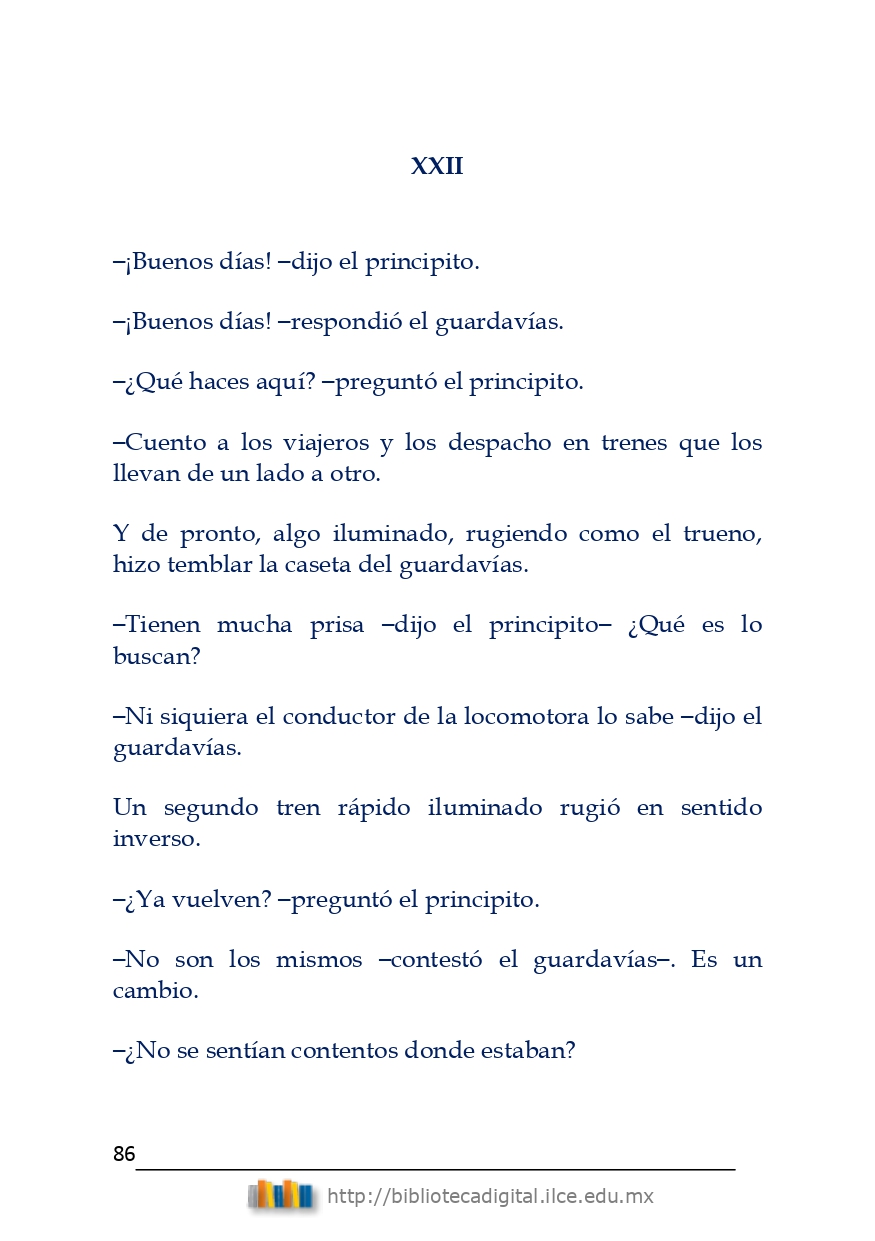 XXII
–¡Buenos días! –dijo el principito.
–¡Buenos días! –respondió el guardavías.
–¿Qué haces aquí? –preguntó el principito.
–Cuento a los viajeros y los despacho en trenes que los
llevan de un lado a otro.
Y de pronto, algo iluminado, rugiendo como el trueno,
hizo temblar la caseta del guardavías.
–Tienen mucha prisa –dijo el principito– ¿Qué es lo
buscan?
–Ni siquiera el conductor de la locomotora lo sabe –dijo el
guardavías.
Un segundo tren rápido iluminado rugió en sentido
inverso.
–¿Ya vuelven? –preguntó el principito.
–No son los mismos –contestó el guardavías–. Es un
cambio.
–¿No se sentían contentos donde estaban?
86
http://bibliotecadigital.ilce.edu.mx